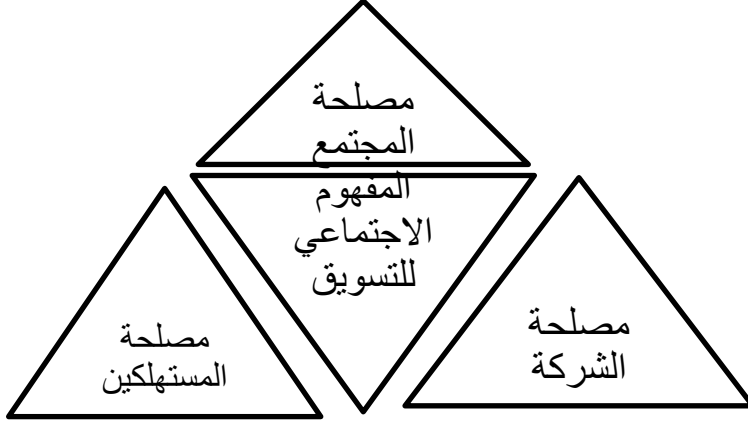 مصلحة
المجتمع
المفهوم
الاجتماعي
للتسويق
مصلحة
الشركة
مصلحة
المستهلكين